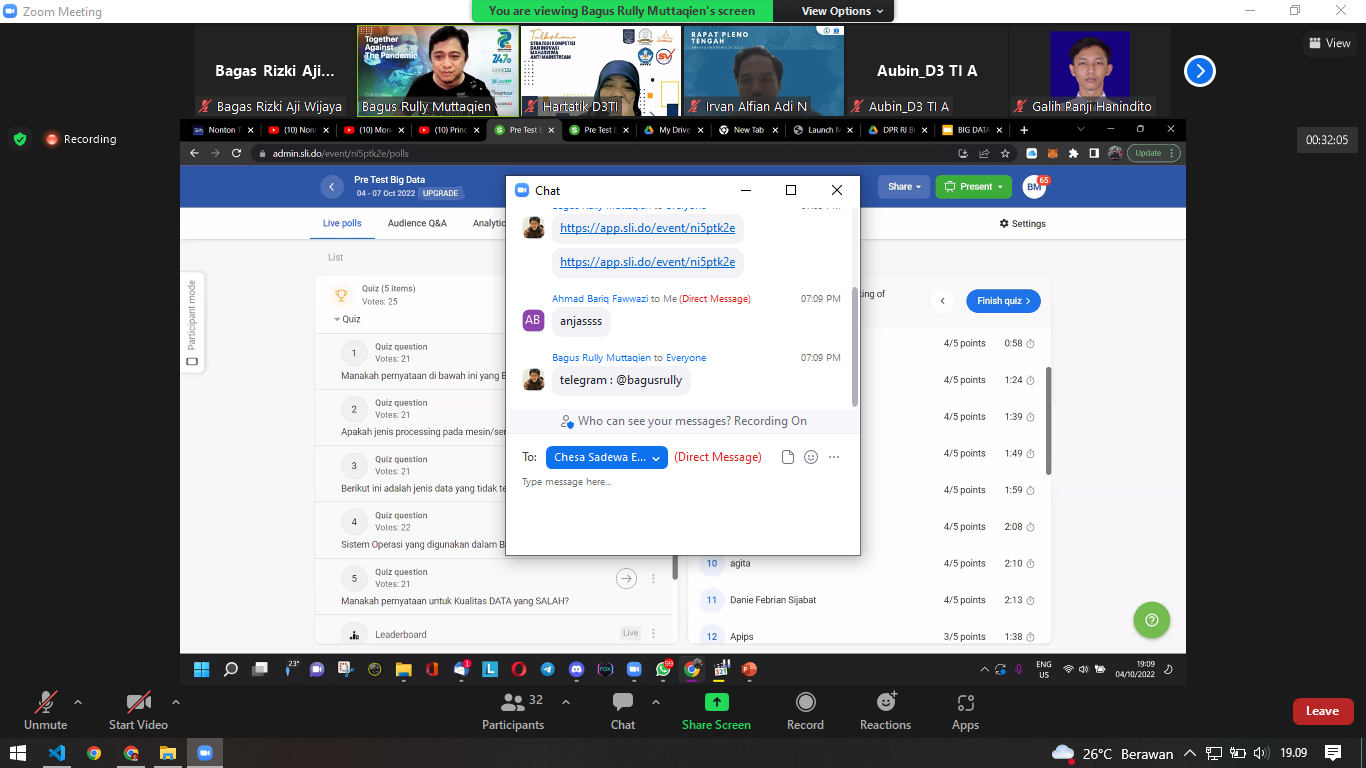 Zoom Meeting
You are viewing Bagus Rully Muttaqien's screen
View Options
Together
Against
The Pandemic
Talkshow
STRATEGI KOMPETISI
DAN INOVASI
MAHASISWA
ANTI MAINSTREAM
RAPAT PLENO
TENGAH
Bagas Rizki Aji...
Aubin_D3 TI A
View
Bagas Rizki Aji Wijaya
Bagus Rully Muttaqien
Hartatik D3TI
Irvan Alfian Adi N
Aubin_D3 TI A
Galih Panji Hanindito
Recording
00:32:05
Nonton T
(10) Non
(10) Mon
(10) Princ
Pre Test E
Pre Test E
My Drive
New Tab
Launch M
DPR RI B
BIG DATA
admin.sli.do/event/ni5ptk2e/polls
Update
Pre Test Big Data
04 - 07 Oct 2022 UPGRADE
Share
Present
BM
65
Live polls
Audience Q&A
Analytic
Settings
List
Participant mode
Quiz (5 items)
Votes: 25
Quiz
1
Quiz question
Votes: 21
Manakah pernyataan di bawah ini yang B
2
Quiz question
Votes: 21
Apakah jenis processing pada mesin/ser
3
Quiz question
Votes: 21
Berikut ini adalah jenis data yang tidak te
4
Quiz question
Votes: 22
Sistem Operasi yang digunakan dalam B
5
Quiz question
Votes: 21
Manakah pernyataan untuk Kualitas DATA yang SALAH?
Leaderboard
Live
Chat
Bagus Rully Muttaqien to Everyone
https://app.sli.do/event/ni5ptk2e
https://app.sli.do/event/ni5ptk2e
Ahmad Bariq Fawwazi to Me (Direct Message) 07:09 PM
AB
anjassss
Bagus Rully Muttaqien to Everyone 07:09 PM
telegram : @bagusrully
Who can see your messages? Recording On
To: Chesa Sadewa E... (Direct Message)
Type message here...
king of
Finish quiz
4/5 points 0:58
4/5 points 1:24
4/5 points 1:39
4/5 points 1:49
4/5 points 1:59
4/5 points 2:08
10 agita 4/5 points 2:10
11 Danie Febrian Sijabat 4/5 points 2:13
12 Apips 3/5 points 1:38
23°
1
99
ENG
US
19:09
04/10/2022
Unmute
Start Video
Participants
32
Chat
Share Screen
Record
Reactions
Apps
Leave
26°C Berawan
19.09